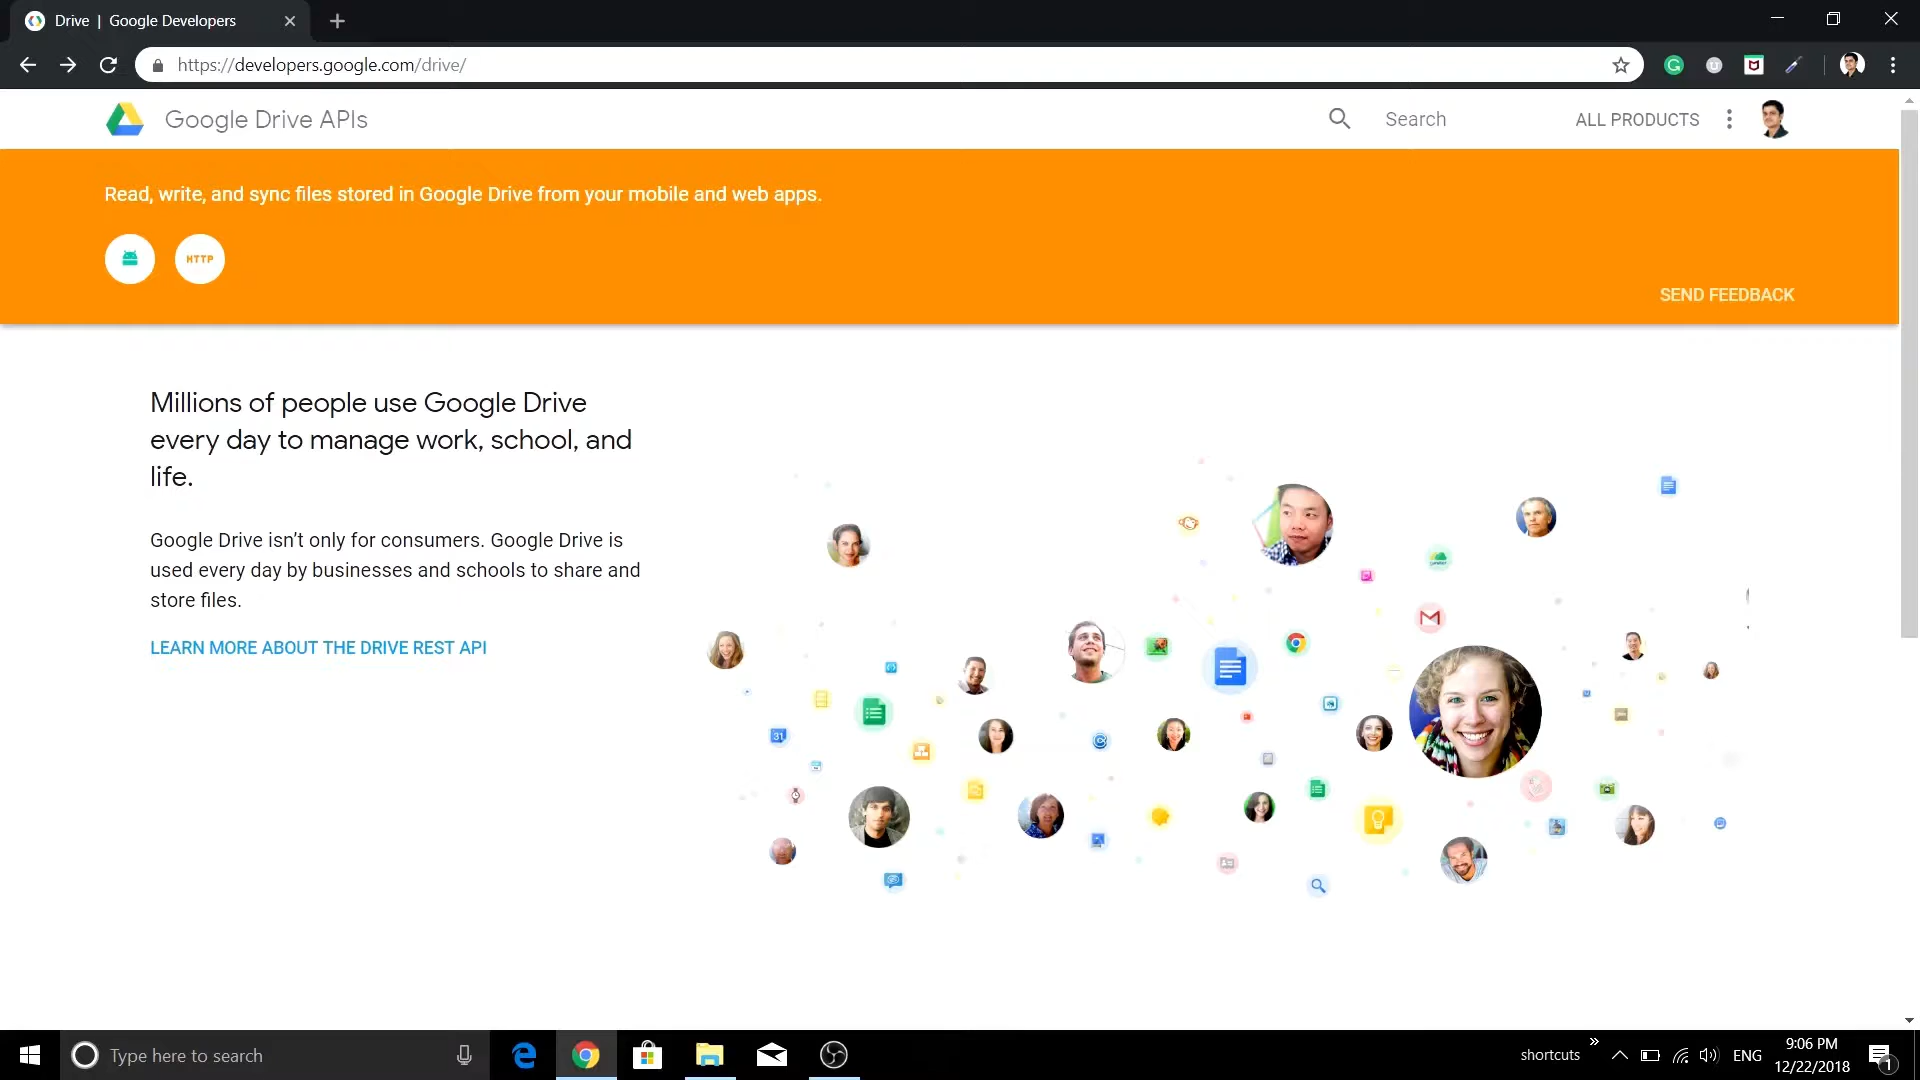 Drive | Google Developers
https://developers.google.com/drive/
Google Drive APIs
Search
ALL PRODUCTS
Read, write, and sync files stored in Google Drive from your mobile and web apps.
HTTP
SEND FEEDBACK
Millions of people use Google Drive
every day to manage work, school, and
life.
Google Drive isn’t only for consumers. Google Drive is
used every day by businesses and schools to share and
store files.
LEARN MORE ABOUT THE DRIVE REST API
31
Type here to search
shortcuts
ENG
9:06 PM
12/22/2018
1